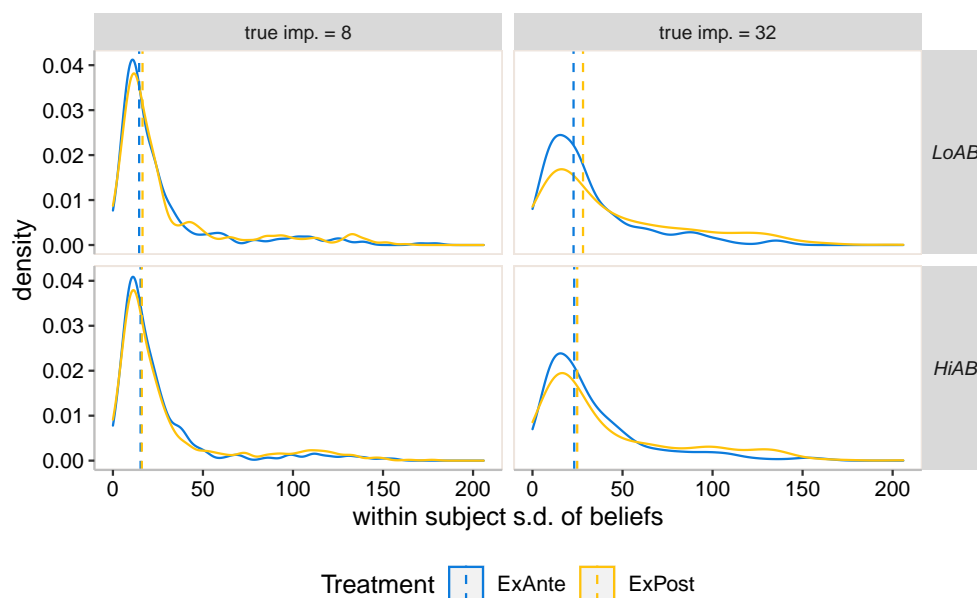 true imp. = 8
true imp. = 32
0.04
0.03
0.02
0.01
0.00
LoAB
density
0.04
0.03
0.02
0.01
0.00
HiAB
0 50 100 150 200
0 50 100 150 200
within subject s.d. of beliefs
Treatment ExAnte ExPost